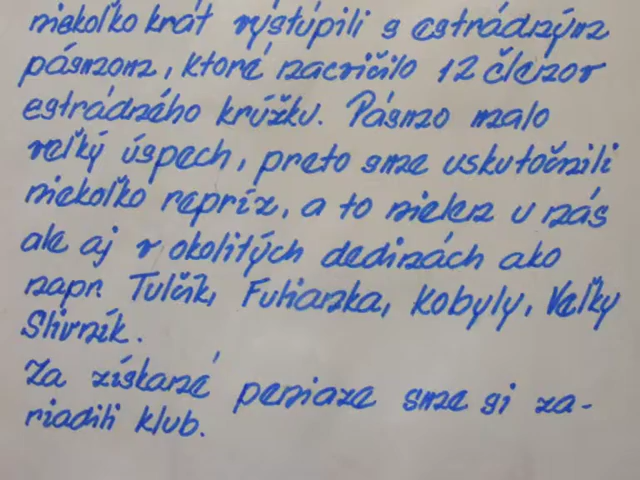 niekoľko krát vystúpili s estrádnym
pásmom, ktoré nacvičilo 12 členov
estrádneho krúžku. Pásmo malo
veľký úspech, preto sme uskutočnili
niekoľko repríz, a to nielen u nás
ale aj v okolitých dedinách ako
napr. Tulčík, Fulianka, Kobyly, Veľký
Slivník.
Za získané peniaze sme si za-
riadili klub.